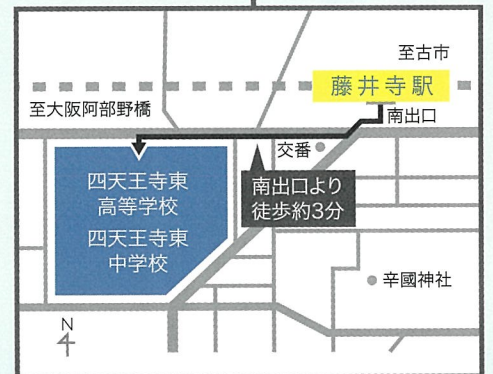 至古市
藤井寺駅
至大阪阿部野橋
南出口
交番
南出口より
徒歩約3分
四天王寺東
高等学校
四天王寺東
中学校
辛國神社
N